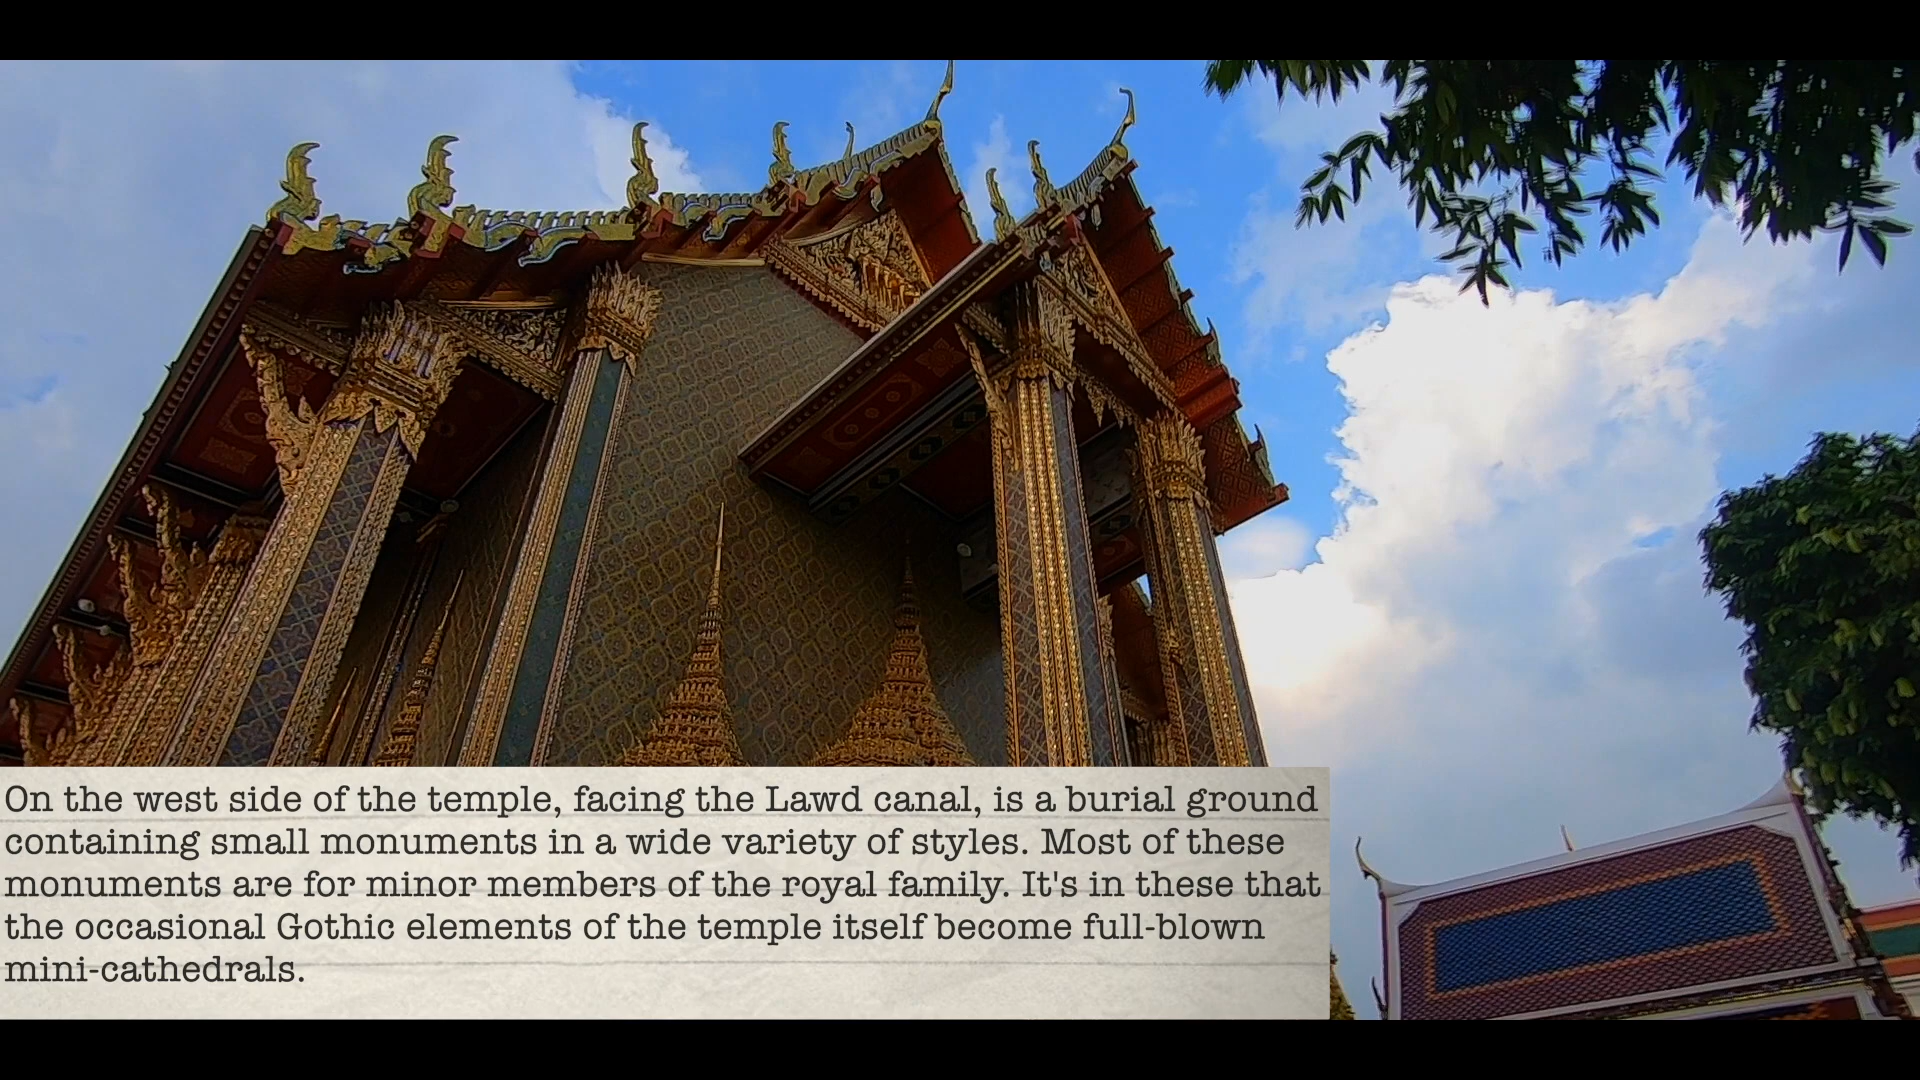 On the west side of the temple, facing the Lawd canal, is a burial ground
containing small monuments in a wide variety of styles. Most of these
monuments are for minor members of the royal family. It's in these that
the occasional Gothic elements of the temple itself become full-blown
mini-cathedrals.